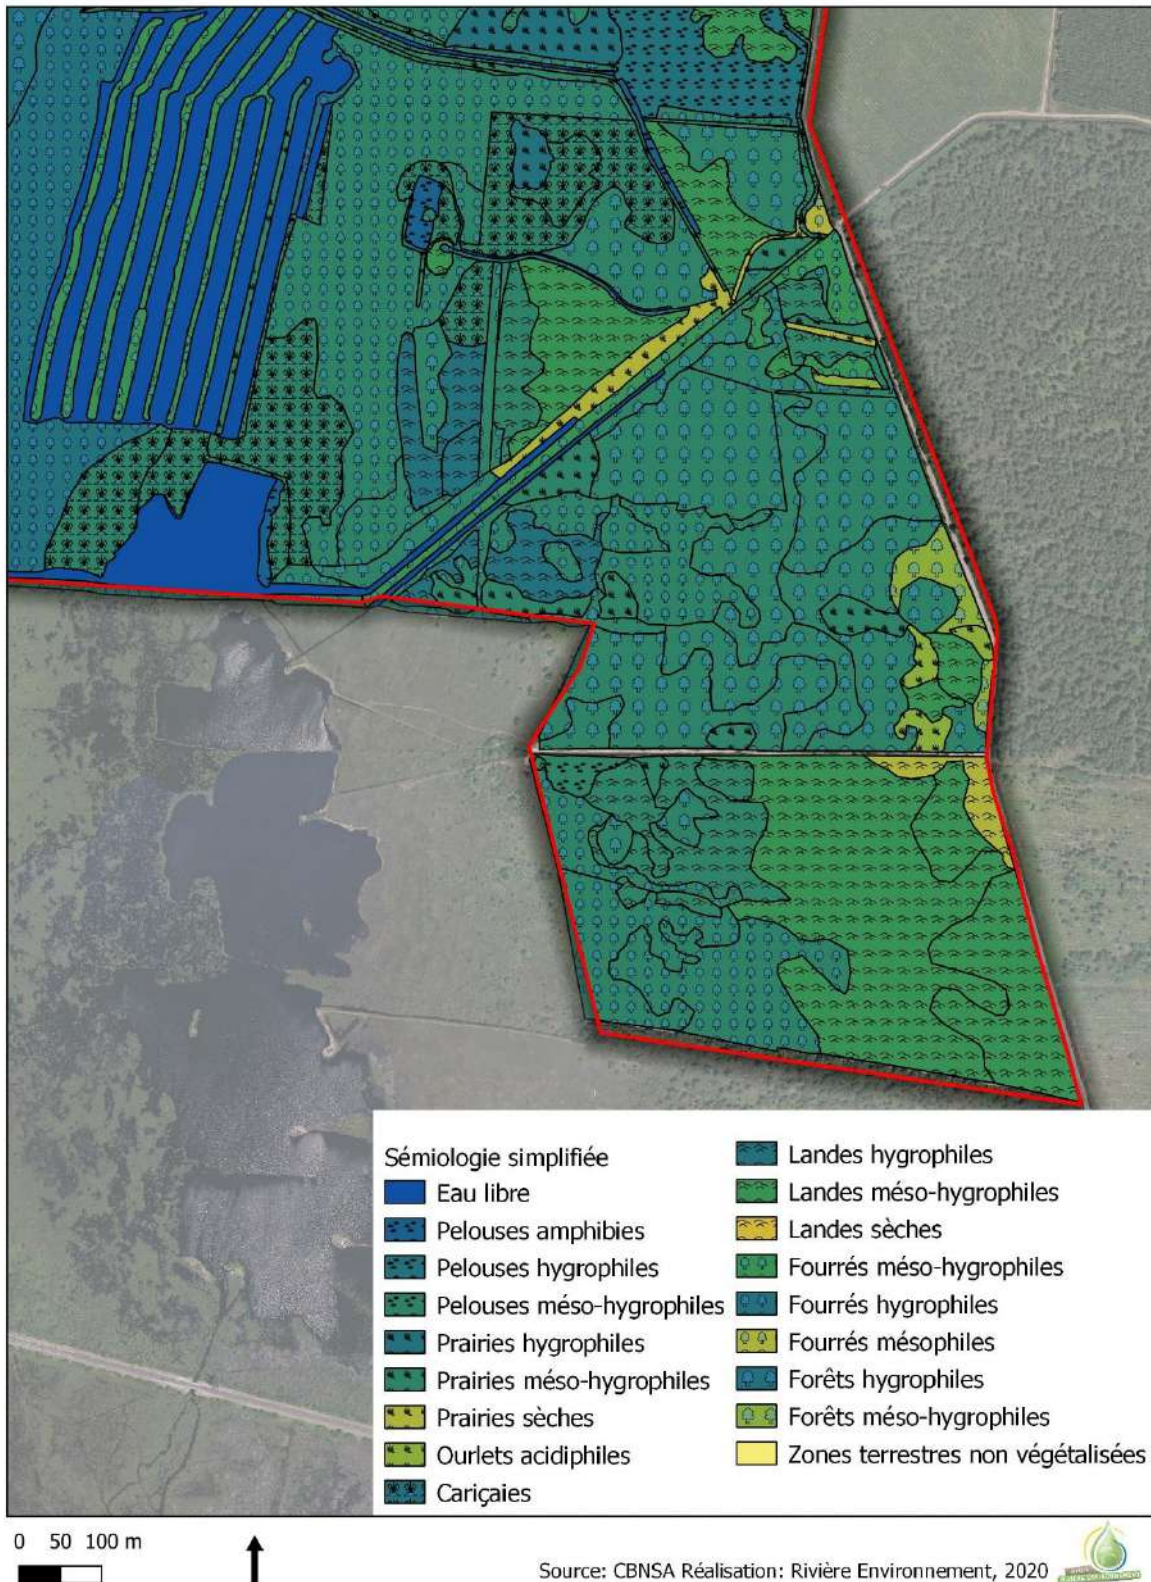 Sémiologie simplifiée
Eau libre
Pelouses amphibies
Pelouses hygrophiles
Pelouses méso-hygrophiles
Prairies hygrophiles
Prairies méso-hygrophiles
Prairies sèches
Ourlets acidiphiles
Cariçaies
Landes hygrophiles
Landes méso-hygrophiles
Landes sèches
Fourrés méso-hygrophiles
Fourrés hygrophiles
Fourrés mésophiles
Forêts hygrophiles
Forêts méso-hygrophiles
Zones terrestres non végétalisées
0 50 100 m
Source: CBNSA Réalisation: Rivière Environnement, 2020
RIVIÈRE ENVIRONNEMENT